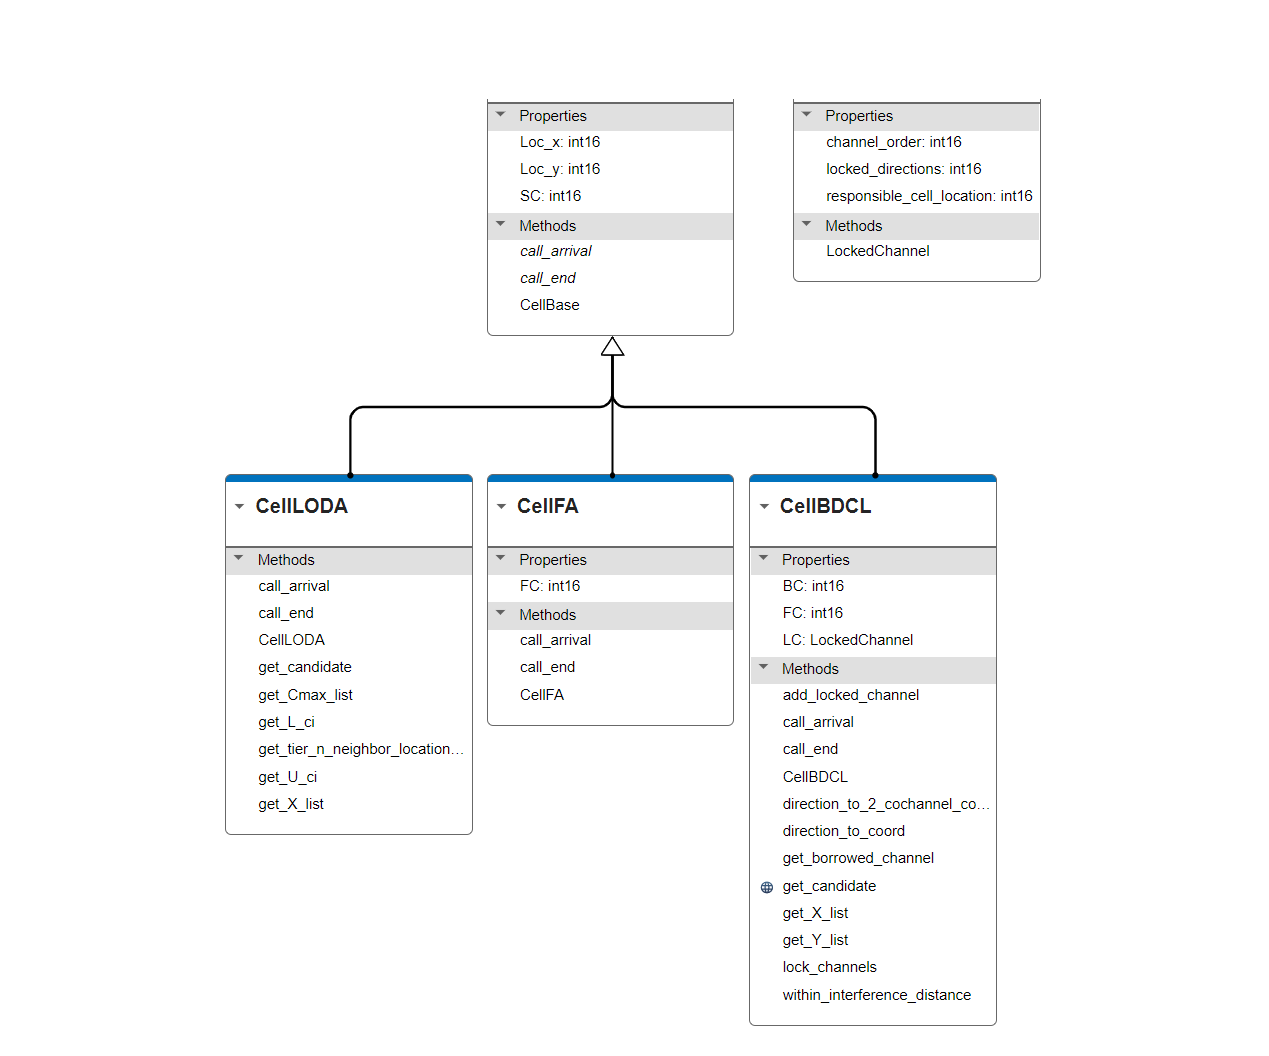 Properties
Loc_x: int16
Loc_y: int16
SC: int16
Methods
call_arrival
call_end
CellBase
Properties
channel_order: int16
locked_directions: int16
responsible_cell_location: int16
Methods
LockedChannel
CellLODA
Methods
call_arrival
call_end
CellLODA
get_candidate
get_Cmax_list
get_L_ci
get_tier_n_neighbor_location...
get_U_ci
get_X_list
CellFA
Properties
FC: int16
Methods
call_arrival
call_end
CellFA
CellBDCL
Properties
BC: int16
FC: int16
LC: LockedChannel
Methods
add_locked_channel
call_arrival
call_end
CellBDCL
direction_to_2_cochannel_co...
direction_to_coord
get_borrowed_channel
get_candidate
get_X_list
get_Y_list
lock_channels
within_interference_distance